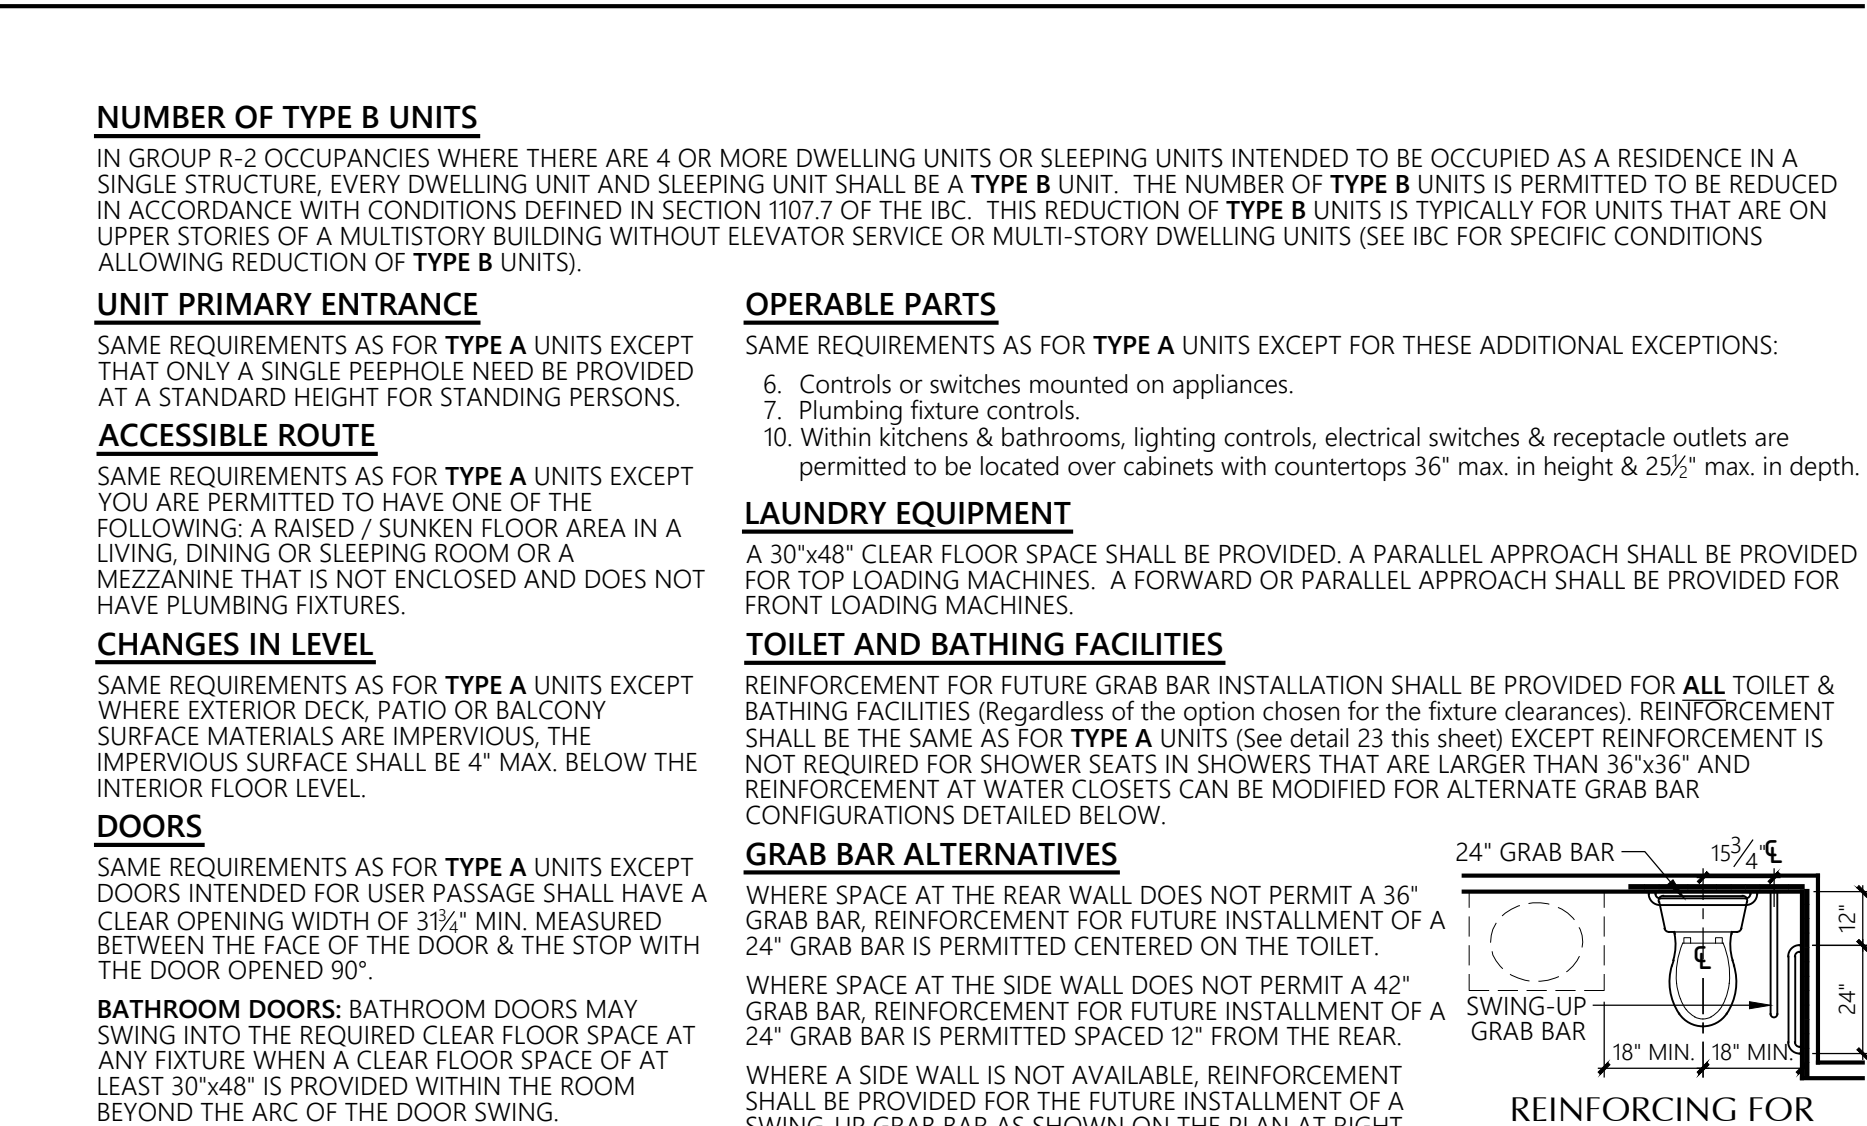 NUMBER OF TYPE B UNITS
IN GROUP R-2 OCCUPANCIES WHERE THERE ARE 4 OR MORE DWELLING UNITS OR SLEEPING UNITS INTENDED TO BE OCCUPIED AS A RESIDENCE IN A
SINGLE STRUCTURE, EVERY DWELLING UNIT AND SLEEPING UNIT SHALL BE A TYPE B UNIT.  THE NUMBER OF TYPE B UNITS IS PERMITTED TO BE REDUCED
IN ACCORDANCE WITH CONDITIONS DEFINED IN SECTION 1107.7 OF THE IBC.  THIS REDUCTION OF TYPE B UNITS IS TYPICALLY FOR UNITS THAT ARE ON
UPPER STORIES OF A MULTISTORY BUILDING WITHOUT ELEVATOR SERVICE OR MULTI-STORY DWELLING UNITS (SEE IBC FOR SPECIFIC CONDITIONS
ALLOWING REDUCTION OF TYPE B UNITS).
UNIT PRIMARY ENTRANCE
SAME REQUIREMENTS AS FOR TYPE A UNITS EXCEPT
THAT ONLY A SINGLE PEEPHOLE NEED BE PROVIDED
AT A STANDARD HEIGHT FOR STANDING PERSONS.
ACCESSIBLE ROUTE
SAME REQUIREMENTS AS FOR TYPE A UNITS EXCEPT
YOU ARE PERMITTED TO HAVE ONE OF THE
FOLLOWING: A RAISED / SUNKEN FLOOR AREA IN A
LIVING, DINING OR SLEEPING ROOM OR A
MEZZANINE THAT IS NOT ENCLOSED AND DOES NOT
HAVE PLUMBING FIXTURES.
CHANGES IN LEVEL
SAME REQUIREMENTS AS FOR TYPE A UNITS EXCEPT
WHERE EXTERIOR DECK, PATIO OR BALCONY
SURFACE MATERIALS ARE IMPERVIOUS, THE
IMPERVIOUS SURFACE SHALL BE 4" MAX. BELOW THE
INTERIOR FLOOR LEVEL.
DOORS
SAME REQUIREMENTS AS FOR TYPE A UNITS EXCEPT
DOORS INTENDED FOR USER PASSAGE SHALL HAVE A
CLEAR OPENING WIDTH OF 31¾" MIN. MEASURED
BETWEEN THE FACE OF THE DOOR & THE STOP WITH
THE DOOR OPENED 90°.
BATHROOM DOORS: BATHROOM DOORS MAY
SWING INTO THE REQUIRED CLEAR FLOOR SPACE AT
ANY FIXTURE WHEN A CLEAR FLOOR SPACE OF AT
LEAST 30"x48" IS PROVIDED WITHIN THE ROOM
BEYOND THE ARC OF THE DOOR SWING.
OPERABLE PARTS
SAME REQUIREMENTS AS FOR TYPE A UNITS EXCEPT FOR THESE ADDITIONAL EXCEPTIONS:
6. Controls or switches mounted on appliances.
7. Plumbing fixture controls.
10. Within kitchens & bathrooms, lighting controls, electrical switches & receptacle outlets are
permitted to be located over cabinets with countertops 36" max. in height & 25½" max. in depth.
LAUNDRY EQUIPMENT
A 30"x48" CLEAR FLOOR SPACE SHALL BE PROVIDED. A PARALLEL APPROACH SHALL BE PROVIDED
FOR TOP LOADING MACHINES.  A FORWARD OR PARALLEL APPROACH SHALL BE PROVIDED FOR
FRONT LOADING MACHINES.
TOILET AND BATHING FACILITIES
REINFORCEMENT FOR FUTURE GRAB BAR INSTALLATION SHALL BE PROVIDED FOR ALL TOILET &
BATHING FACILITIES (Regardless of the option chosen for the fixture clearances). REINFORCEMENT
SHALL BE THE SAME AS FOR TYPE A UNITS (See detail 23 this sheet) EXCEPT REINFORCEMENT IS
NOT REQUIRED FOR SHOWER SEATS IN SHOWERS THAT ARE LARGER THAN 36"x36" AND
REINFORCEMENT AT WATER CLOSETS CAN BE MODIFIED FOR ALTERNATE GRAB BAR
CONFIGURATIONS DETAILED BELOW.
GRAB BAR ALTERNATIVES
WHERE SPACE AT THE REAR WALL DOES NOT PERMIT A 36"
GRAB BAR, REINFORCEMENT FOR FUTURE INSTALLMENT OF A
24" GRAB BAR IS PERMITTED CENTERED ON THE TOILET.
WHERE SPACE AT THE SIDE WALL DOES NOT PERMIT A 42"
GRAB BAR, REINFORCEMENT FOR FUTURE INSTALLMENT OF A
24" GRAB BAR IS PERMITTED SPACED 12" FROM THE REAR.
WHERE A SIDE WALL IS NOT AVAILABLE, REINFORCEMENT
SHALL BE PROVIDED FOR THE FUTURE INSTALLMENT OF A
SWING-UP GRAB BAR AS SHOWN ON THE PLAN AT RIGHT
24" GRAB BAR
15¾"℄
12"
℄
24"
SWING-UP
GRAB BAR
18" MIN.
18" MIN.
REINFORCING FOR